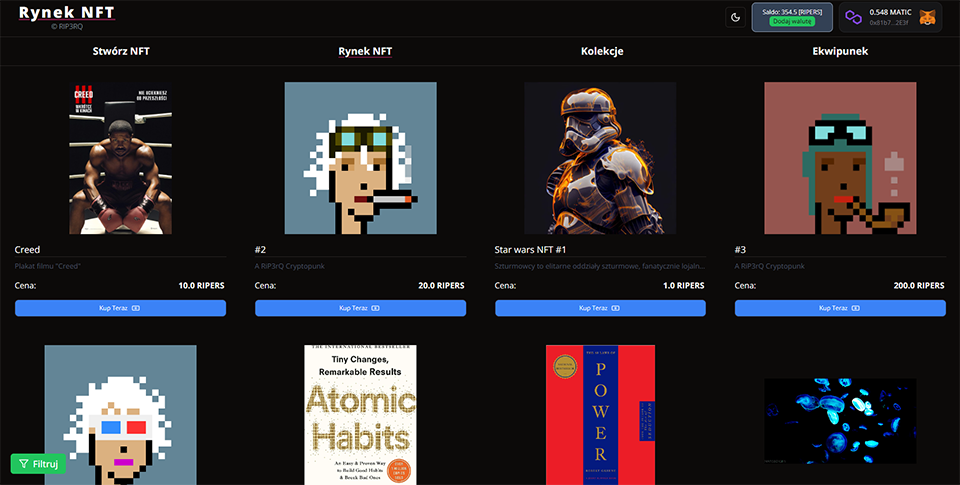 Rynek NFT
© RIP3RQ
Saldo: 354.5 [RIPERS]
Dodaj walutę
0.548 MATIC
0x81b7...2E3f
Stwórz NFT
Rynek NFT
Kolekcje
Ekwipunek
CREED
III
WKRÓTCE
W KINACH
NIE UCIEKNIESZ
OD PRZESZŁOŚCI
Creed
Plakat filmu "Creed"
Cena:
10.0 RIPERS
Kup Teraz
#2
A RiP3rQ Cryptopunk
Cena:
20.0 RIPERS
Kup Teraz
Star wars NFT #1
Szturmowcy to elitarne oddziały szturmowe, fanatycznie lojaln...
Cena:
1.0 RIPERS
Kup Teraz
#3
A RiP3rQ Cryptopunk
Cena:
200.0 RIPERS
Kup Teraz
THE INTERNATIONAL BESTSELLER
Tiny Changes,
Remarkable Results
Atomic
Habits
An Easy & Proven Way
to Build Good Habits
& Break Bad Ones
THE 48 LAWS OF
POWER
ROBERT GREENE
Filtruj